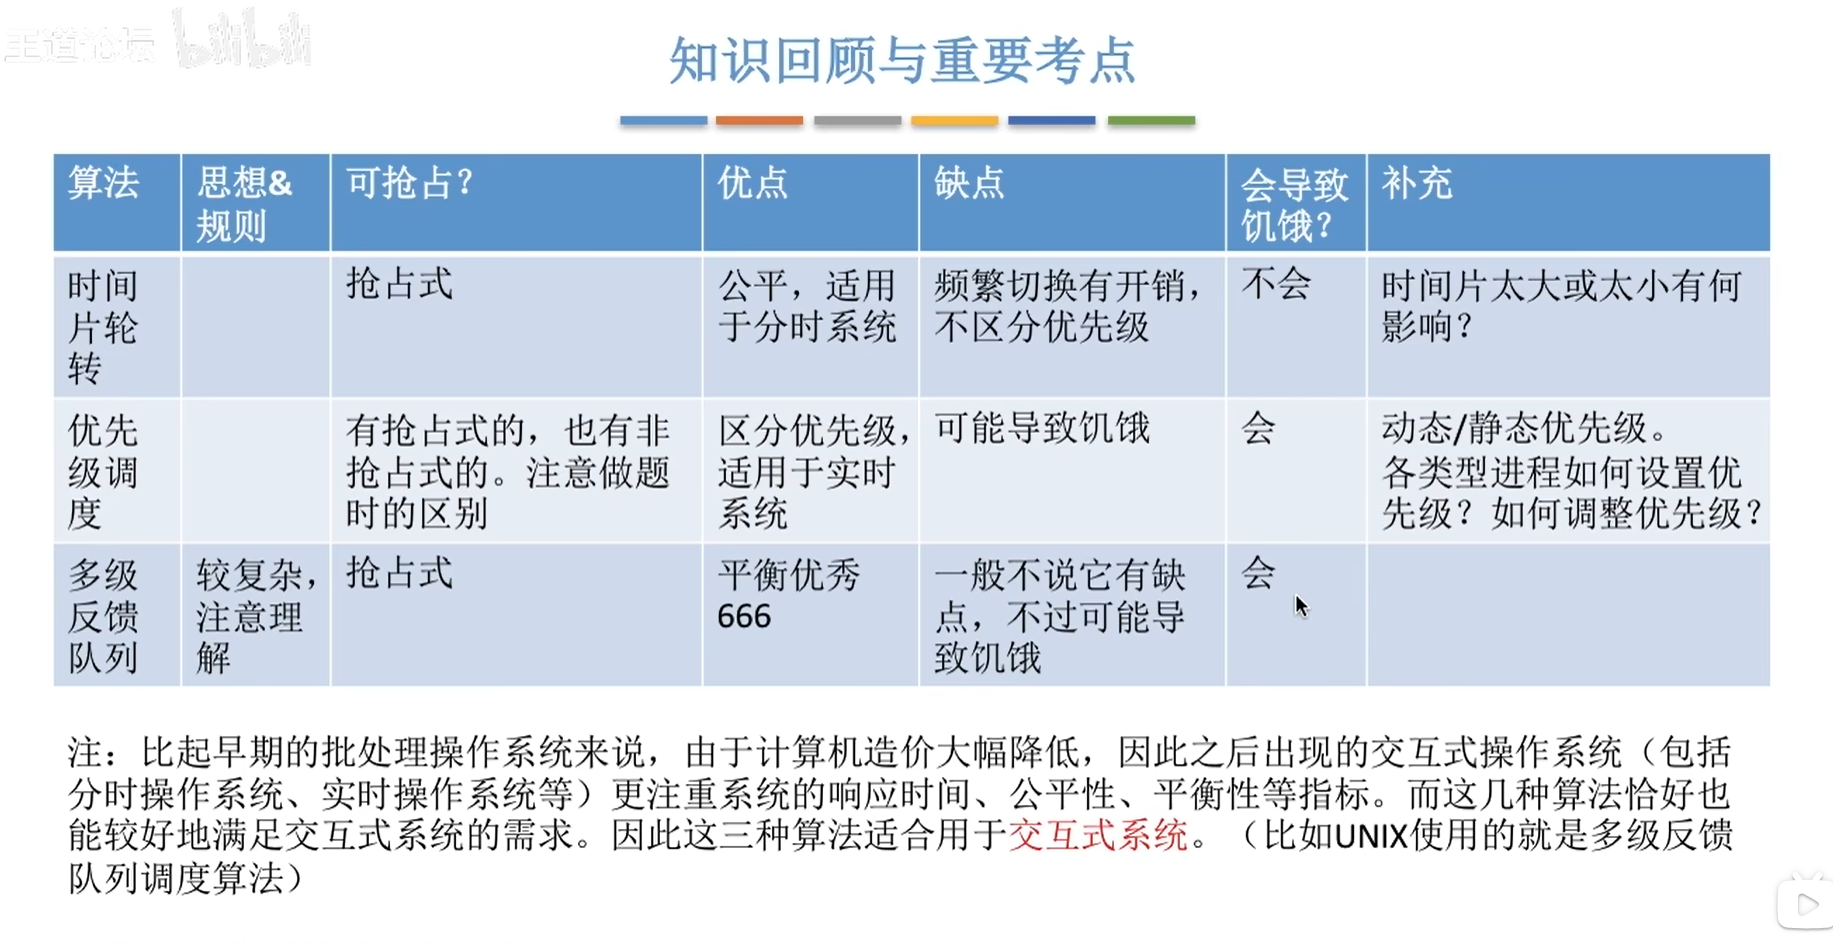 王道论坛 bilibili
知识回顾与重要考点
算法
思想&
规则
可抢占？
优点
缺点
会导致
饥饿？
补充
时间
片轮
转
抢占式
公平，适用
于分时系统
频繁切换有开销，
不区分优先级
不会
时间片太大或太小有何
影响？
优先
级调
度
有抢占式的，也有非
抢占式的。注意做题
时的区别
区分优先级，
适用于实时
系统
可能导致饥饿
会
动态/静态优先级。
各类型进程如何设置优
先级？如何调整优先级？
多级
反馈
队列
较复杂，
注意理
解
抢占式
平衡优秀
666
一般不说它有缺
点，不过可能导
致饥饿
会
注：比起早期的批处理操作系统来说，由于计算机造价大幅降低，因此之后出现的交互式操作系统（包括
分时操作系统、实时操作系统等）更注重系统的响应时间、公平性、平衡性等指标。而这几种算法恰好也
能较好地满足交互式系统的需求。因此这三种算法适合用于交互式系统。（比如UNIX使用的就是多级反馈
队列调度算法）